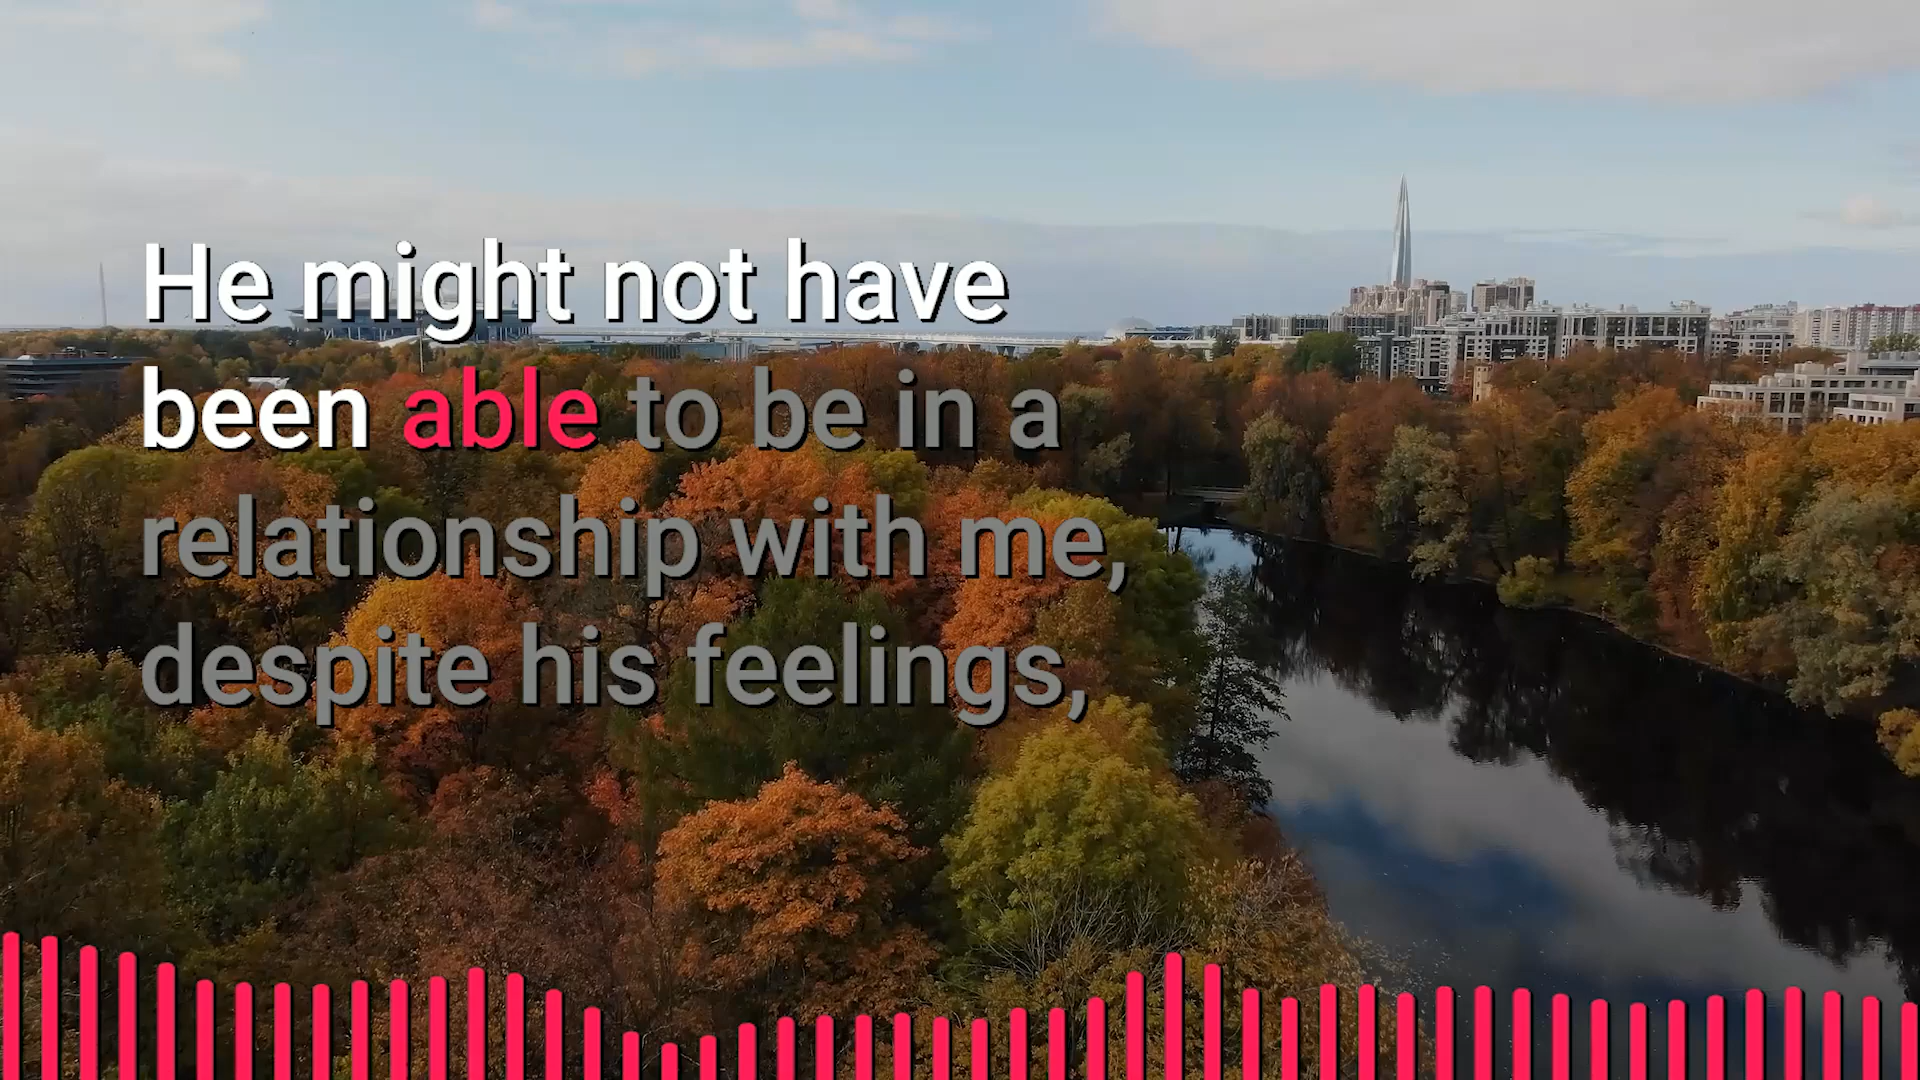 He might not have
been able to be in a
relationship with me,
despite his feelings,